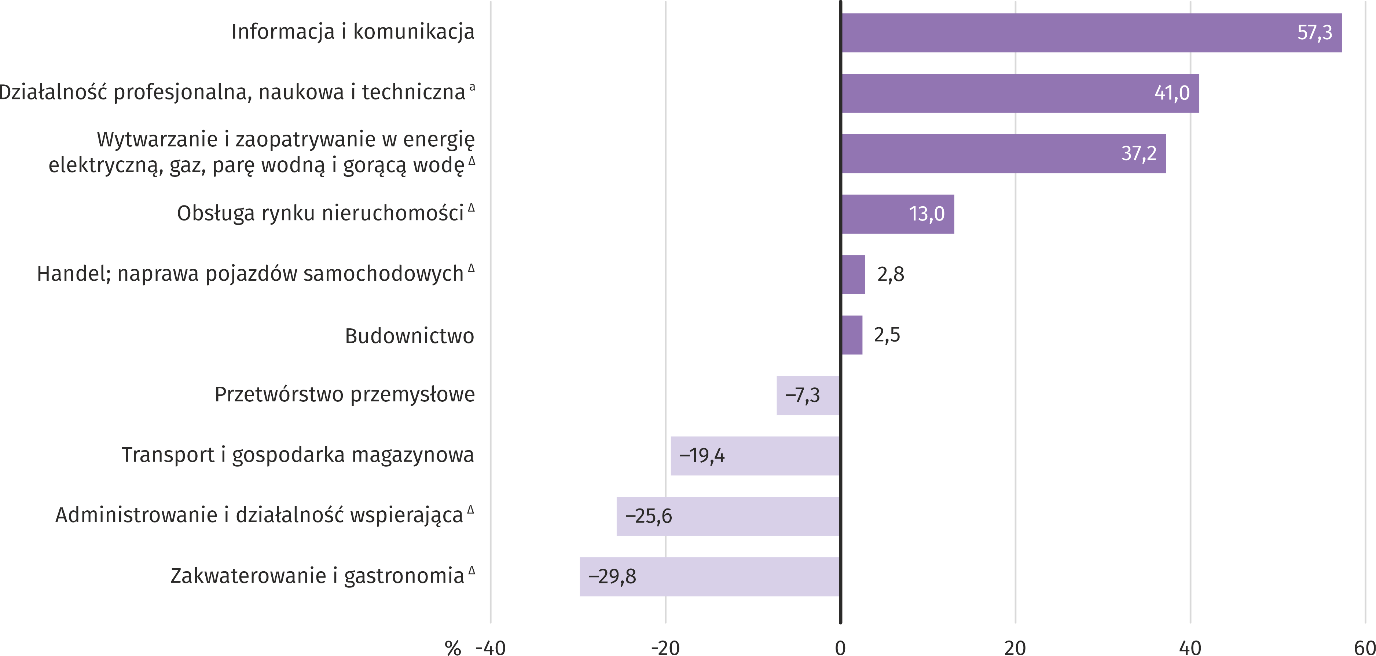 Informacja i komunikacja
57,3
Działalność profesjonalna, naukowa i techniczna ᵃ
41,0
Wytwarzanie i zaopatrywanie w energię
elektryczną, gaz, parę wodną i gorącą wodę ᐞ
37,2
Obsługa rynku nieruchomości ᐞ
13,0
Handel; naprawa pojazdów samochodowych ᐞ
2,8
Budownictwo
2,5
Przetwórstwo przemysłowe
–7,3
Transport i gospodarka magazynowa
–19,4
Administrowanie i działalność wspierająca ᐞ
–25,6
Zakwaterowanie i gastronomia ᐞ
–29,8
% -40 -20 0 20 40 60